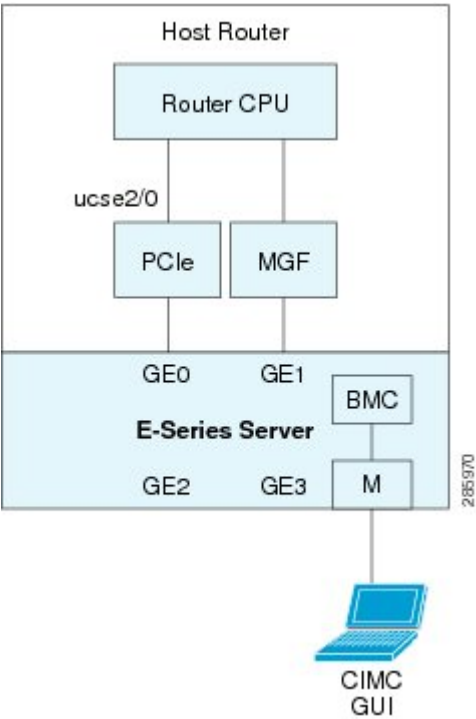 Host Router
Router CPU
ucse2/0
PCIe
MGF
GE0
GE1
BMC
E-Series Server
GE2
GE3
M
285970
CIMC
GUI